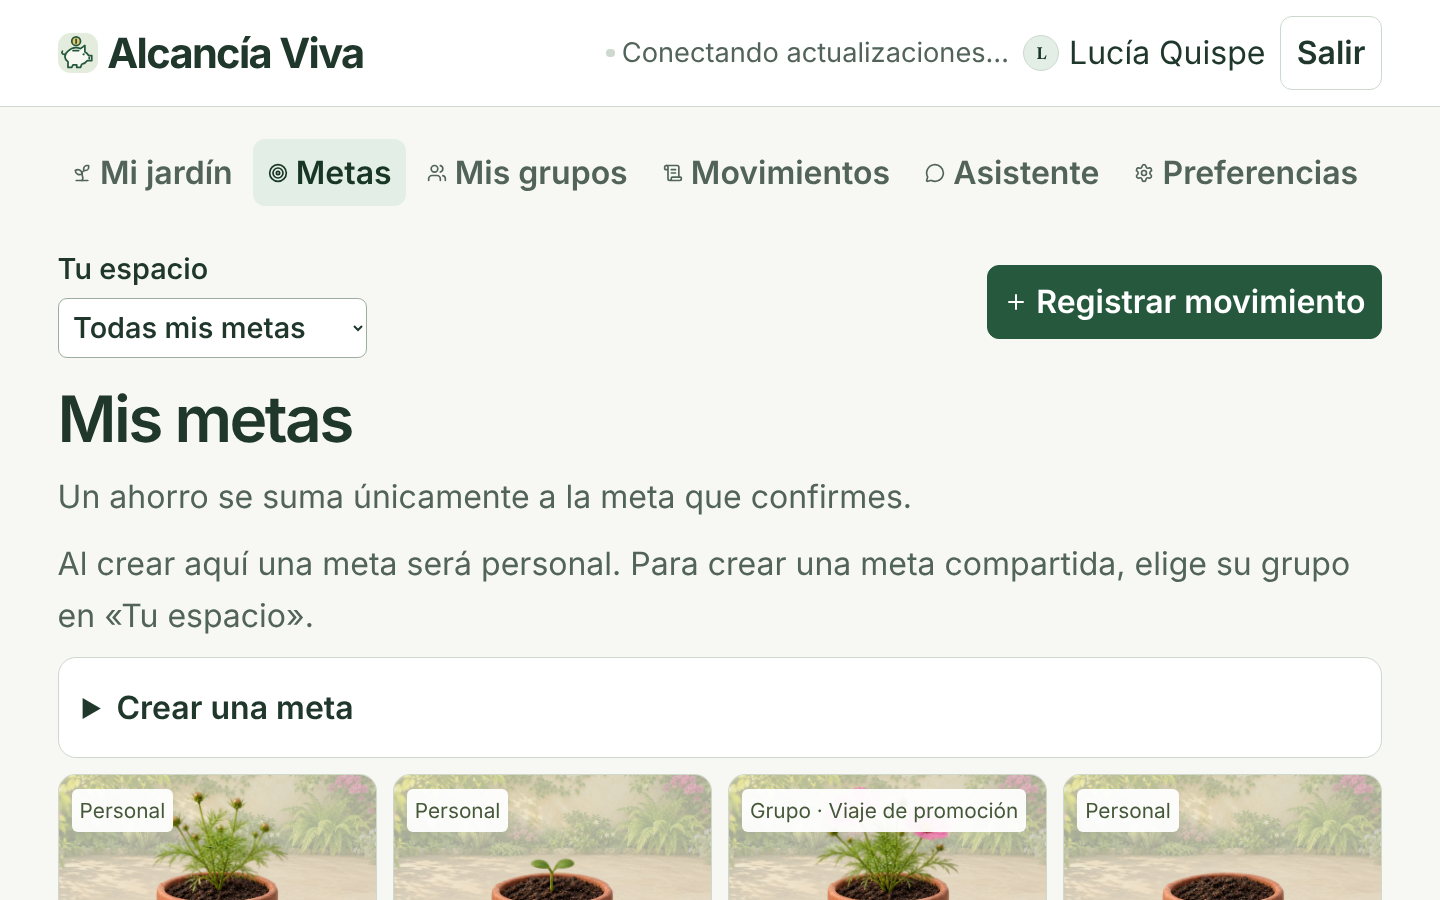 Alcancía Viva
Conectando actualizaciones...
L
Lucía Quispe
Salir
Mi jardín
Metas
Mis grupos
Movimientos
Asistente
Preferencias
Tu espacio
Todas mis metas
+ Registrar movimiento
Mis metas
Un ahorro se suma únicamente a la meta que confirmes.
Al crear aquí una meta será personal. Para crear una meta compartida, elige su grupo
en «Tu espacio».
Crear una meta
Personal
Personal
Grupo · Viaje de promoción
Personal